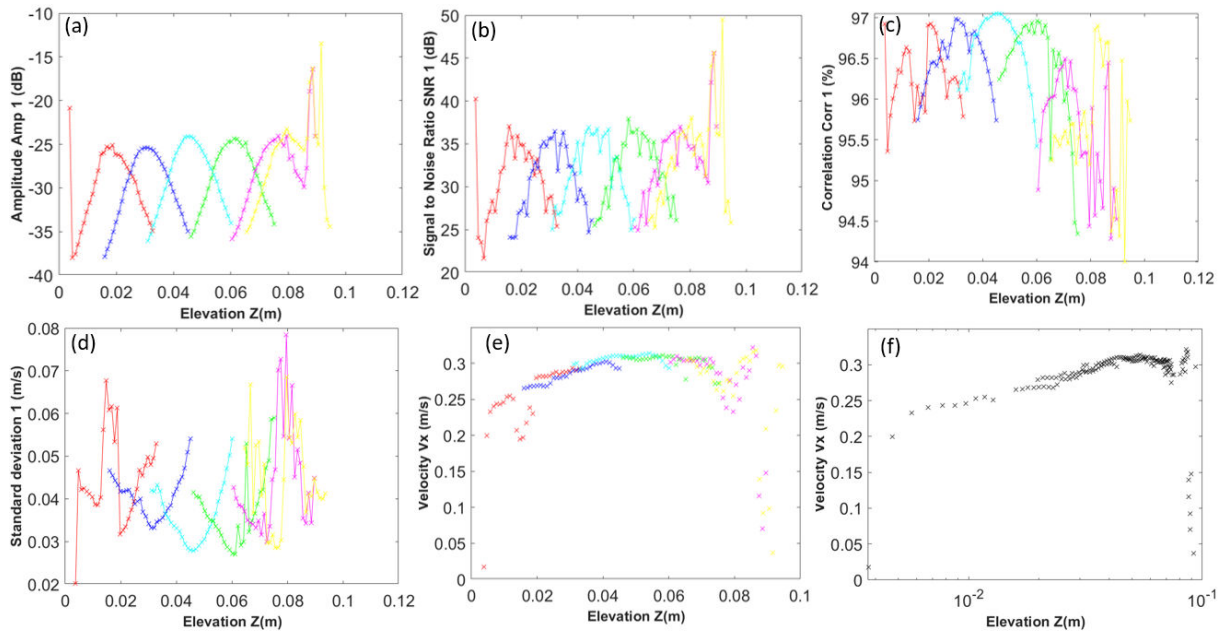 (a)
Amplitude Amp 1 (dB)
-10
-15
-20
-25
-30
-35
-40
0 0.02 0.04 0.06 0.08 0.1 0.12
Elevation Z(m)
(b)
Signal to Noise Ratio SNR 1 (dB)
50
45
40
35
30
25
20
0 0.02 0.04 0.06 0.08 0.1 0.12
Elevation Z(m)
(c)
Correlation Corr 1 (%)
97
96.5
96
95.5
95
94.5
94
0 0.02 0.04 0.06 0.08 0.1 0.12
Elevation Z(m)
(d)
Standard deviation 1 (m/s)
0.08
0.07
0.06
0.05
0.04
0.03
0.02
0 0.02 0.04 0.06 0.08 0.1 0.12
Elevation Z(m)
(e)
Velocity Vx (m/s)
0.3
0.25
0.2
0.15
0.1
0.05
0
0 0.02 0.04 0.06 0.08 0.1
Elevation Z(m)
(f)
Velocity Vx (m/s)
0.3
0.25
0.2
0.15
0.1
0.05
0
10-2 10-1
Elevation Z(m)